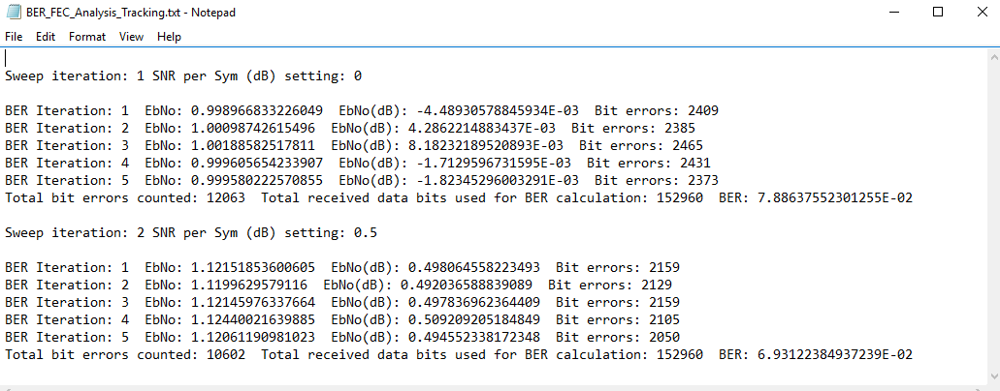 BER_FEC_Analysis_Tracking.txt - Notepad
File Edit Format View Help
Sweep iteration: 1 SNR per Sym (dB) setting: 0
BER Iteration: 1  EbNo: 0.998966833226049  EbNo(dB): -4.48930578845934E-03  Bit errors: 2409
BER Iteration: 2  EbNo: 1.00098742615496  EbNo(dB): 4.2862214883437E-03  Bit errors: 2385
BER Iteration: 3  EbNo: 1.00188582517811  EbNo(dB): 8.18232189520893E-03  Bit errors: 2465
BER Iteration: 4  EbNo: 0.999605654233907  EbNo(dB): -1.7129596731595E-03  Bit errors: 2431
BER Iteration: 5  EbNo: 0.999580222570855  EbNo(dB): -1.82345296003291E-03  Bit errors: 2373
Total bit errors counted: 12063  Total received data bits used for BER calculation: 152960  BER: 7.88637552301255E-02
Sweep iteration: 2 SNR per Sym (dB) setting: 0.5
BER Iteration: 1  EbNo: 1.12151853600605  EbNo(dB): 0.498064558223493  Bit errors: 2159
BER Iteration: 2  EbNo: 1.1199629579116  EbNo(dB): 0.492036588839089  Bit errors: 2129
BER Iteration: 3  EbNo: 1.12145976337664  EbNo(dB): 0.497836962364409  Bit errors: 2159
BER Iteration: 4  EbNo: 1.12440021639885  EbNo(dB): 0.509209205184849  Bit errors: 2105
BER Iteration: 5  EbNo: 1.12061190981023  EbNo(dB): 0.494552338172348  Bit errors: 2050
Total bit errors counted: 10602  Total received data bits used for BER calculation: 152960  BER: 6.93122384937239E-02